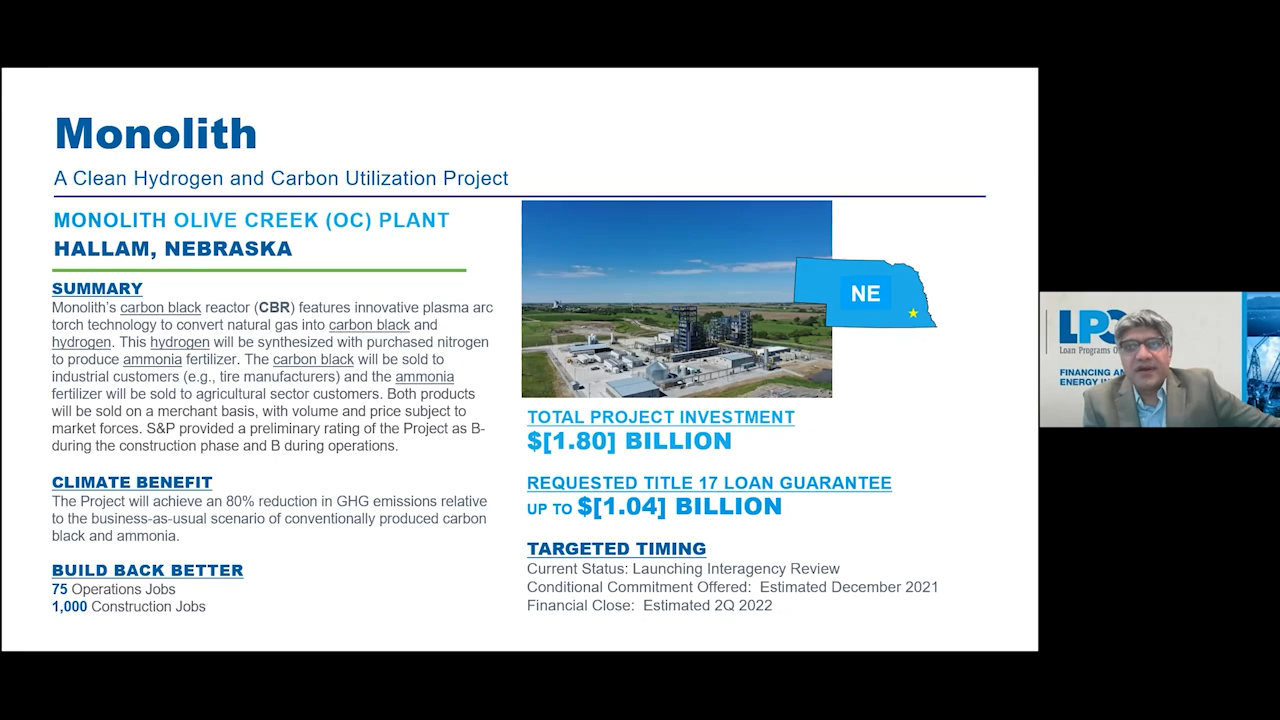 Monolith
A Clean Hydrogen and Carbon Utilization Project
MONOLITH OLIVE CREEK (OC) PLANT
HALLAM, NEBRASKA
SUMMARY
Monolith's carbon black reactor (CBR) features innovative plasma arc
torch technology to convert natural gas into carbon black and
hydrogen. This hydrogen will be synthesized with purchased nitrogen
to produce ammonia fertilizer. The carbon black will be sold to
industrial customers (e.g., tire manufacturers) and the ammonia
fertilizer will be sold to agricultural sector customers. Both products
will be sold on a merchant basis, with volume and price subject to
market forces. S&P provided a preliminary rating of the Project as B-
during the construction phase and B during operations.
CLIMATE BENEFIT
The Project will achieve an 80% reduction in GHG emissions relative
to the business-as-usual scenario of conventionally produced carbon
black and ammonia.
BUILD BACK BETTER
75 Operations Jobs
1,000 Construction Jobs
NE
TOTAL PROJECT INVESTMENT
$[1.80] BILLION
REQUESTED TITLE 17 LOAN GUARANTEE
UP TO $[1.04] BILLION
TARGETED TIMING
Current Status: Launching Interagency Review
Conditional Commitment Offered: Estimated December 2021
Financial Close: Estimated 2Q 2022
Loan Programs
FINANCING
ENERGY